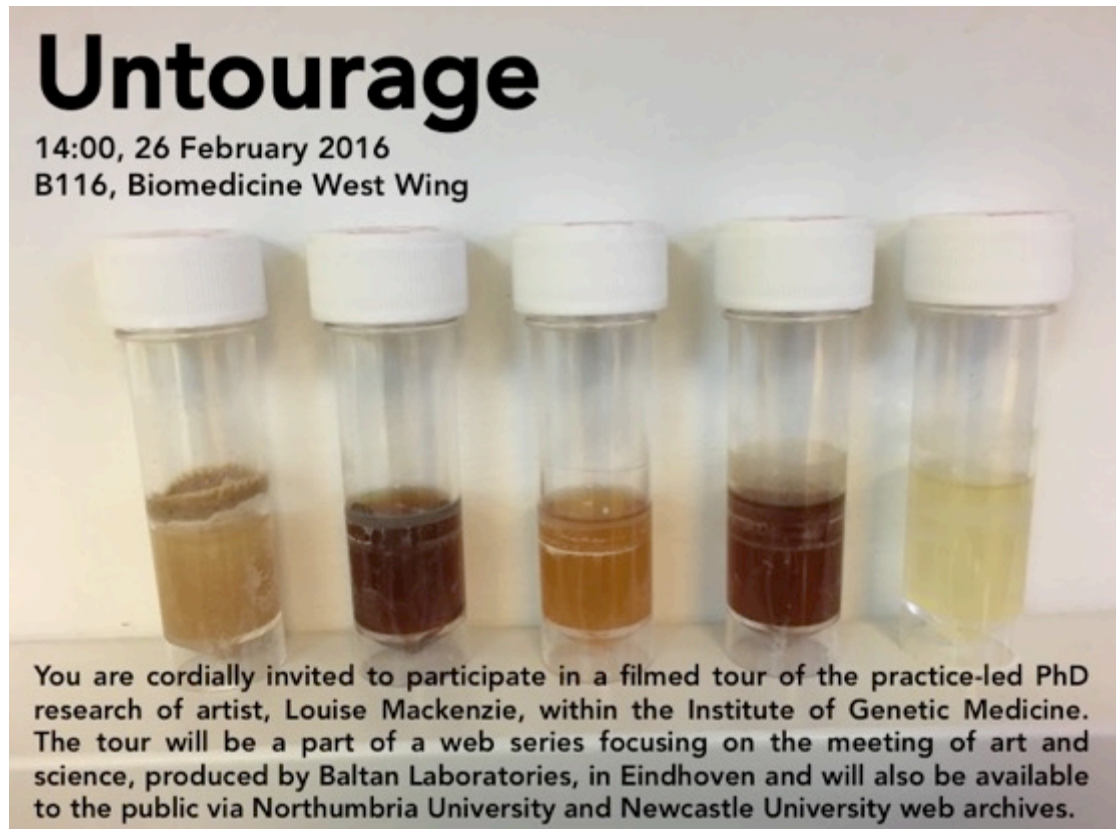 Untourage
14:00, 26 February 2016
B116, Biomedicine West Wing
You are cordially invited to participate in a filmed tour of the practice-led PhD
research of artist, Louise Mackenzie, within the Institute of Genetic Medicine.
The tour will be a part of a web series focusing on the meeting of art and
science, produced by Baltan Laboratories, in Eindhoven and will also be available
to the public via Northumbria University and Newcastle University web archives.